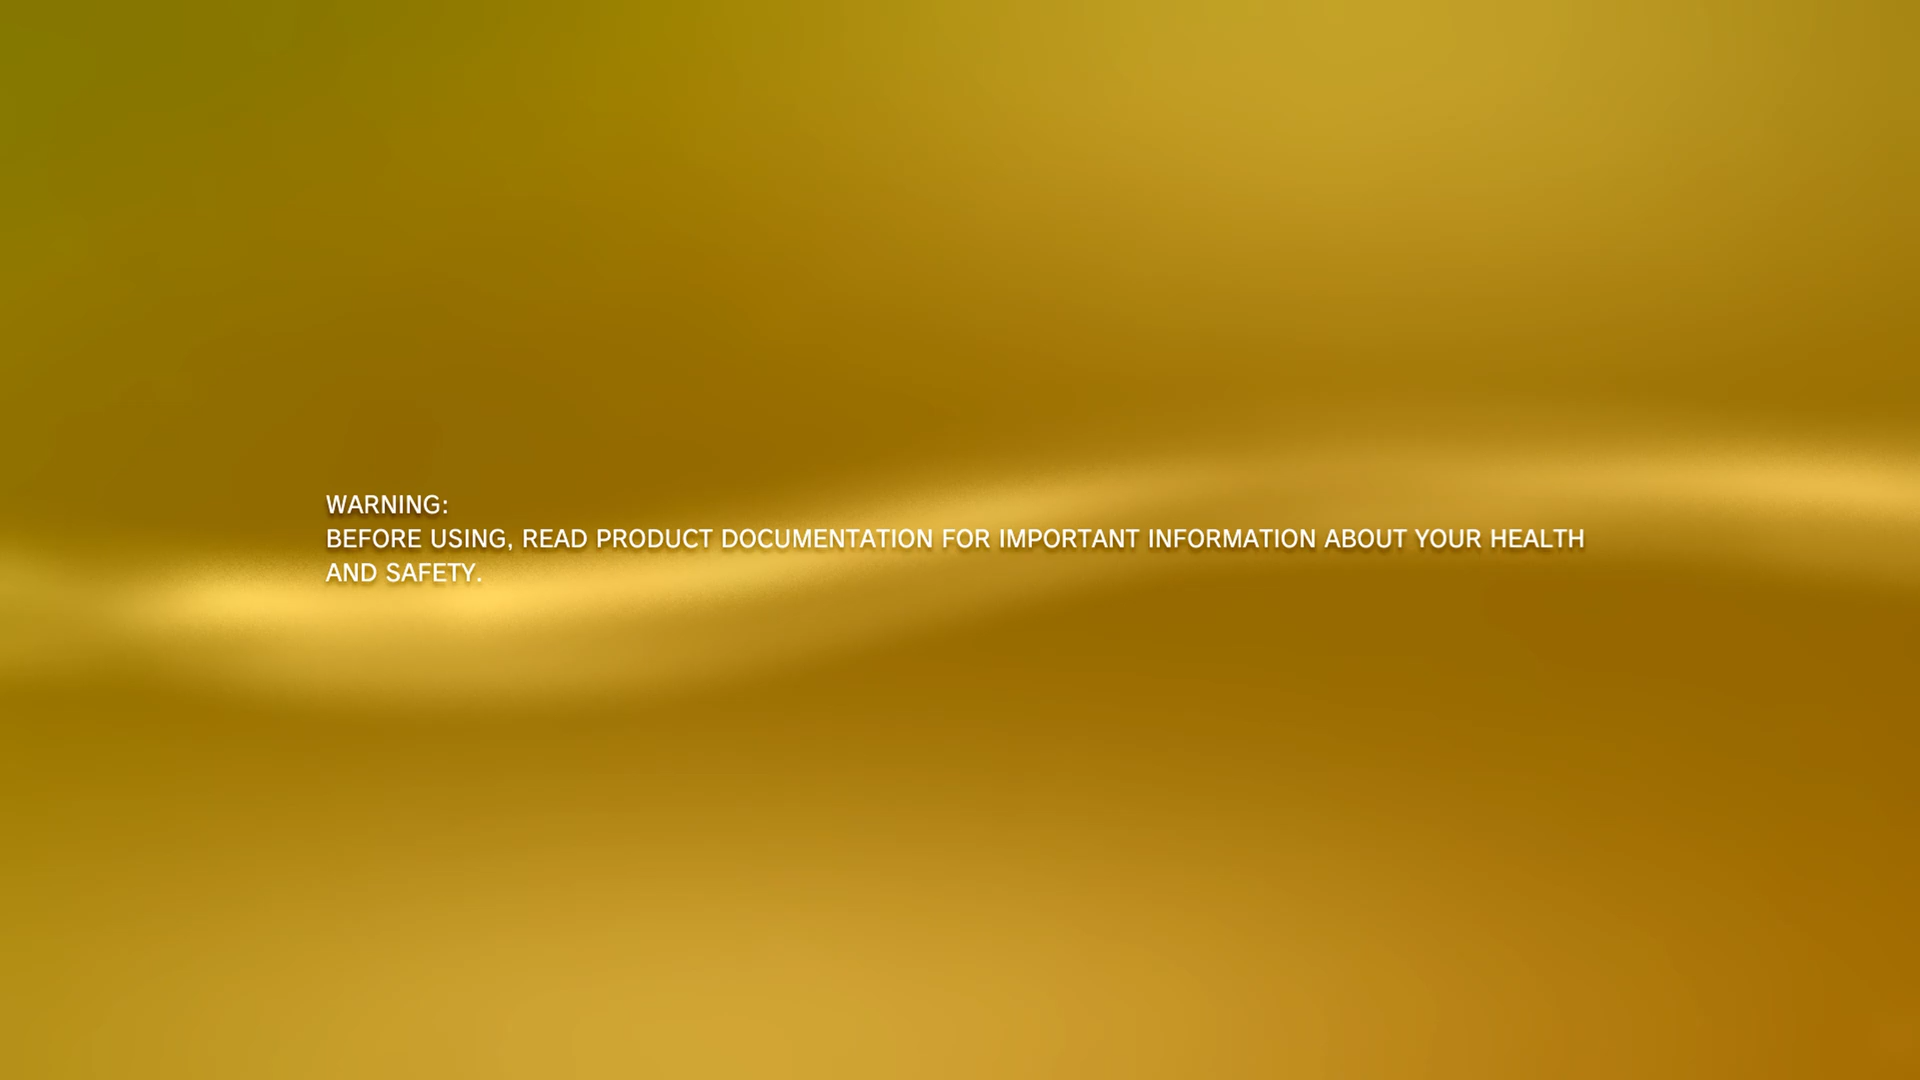 WARNING:
BEFORE USING, READ PRODUCT DOCUMENTATION FOR IMPORTANT INFORMATION ABOUT YOUR HEALTH
AND SAFETY.